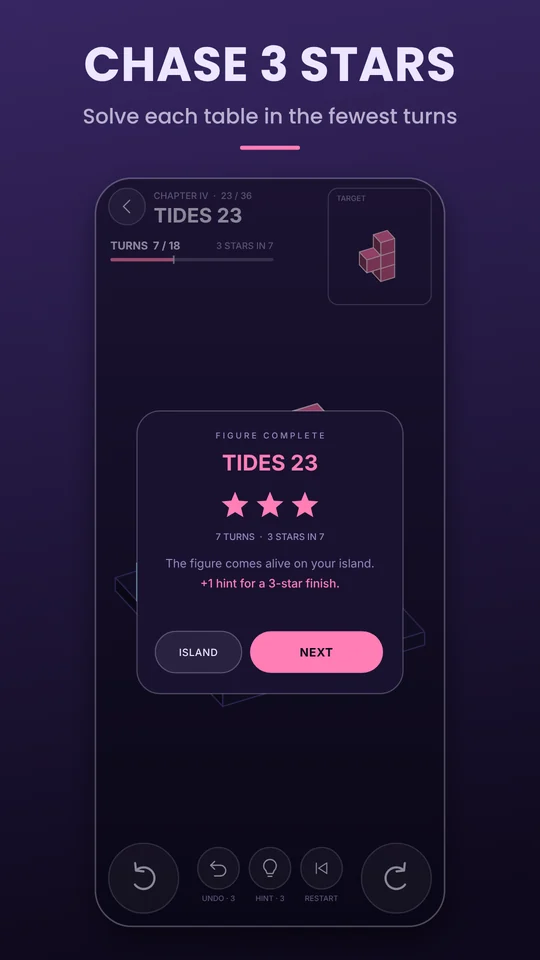 CHASE 3 STARS
Solve each table in the fewest turns
CHAPTER IV · 23 / 36
TIDES 23
TARGET
TURNS 7 / 18
3 STARS IN 7
FIGURE COMPLETE
TIDES 23
7 TURNS · 3 STARS IN 7
The figure comes alive on your island.
+1 hint for a 3-star finish.
ISLAND
NEXT
UNDO · 3
HINT · 3
RESTART